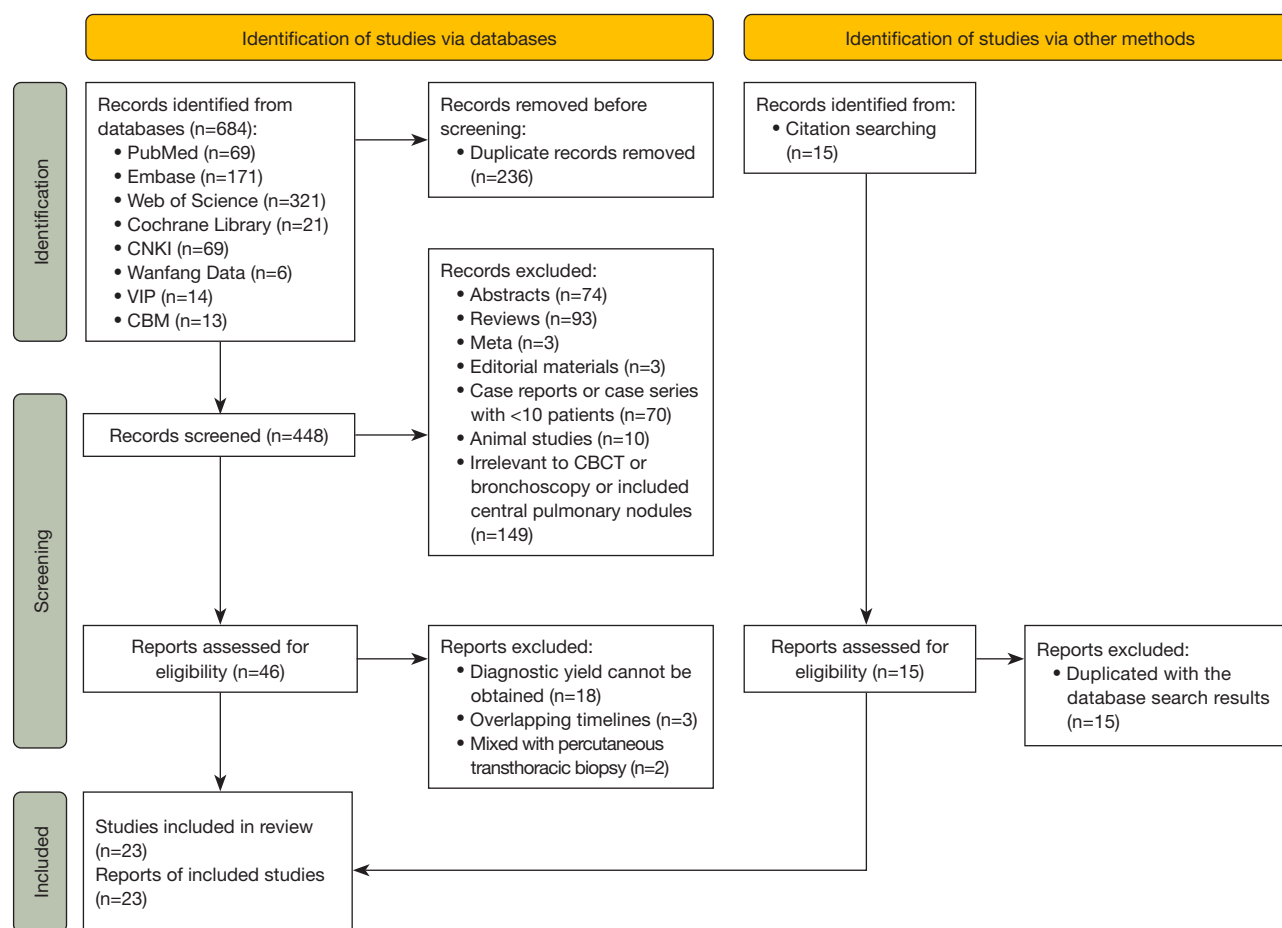 Identification of studies via databases
Identification of studies via other methods
Identification
Records identified from
databases (n=684):
• PubMed (n=69)
• Embase (n=171)
• Web of Science (n=321)
• Cochrane Library (n=21)
• CNKI (n=69)
• Wanfang Data (n=6)
• VIP (n=14)
• CBM (n=13)
Records removed before
screening:
• Duplicate records removed
(n=236)
Records identified from:
• Citation searching
(n=15)
Screening
Records screened (n=448)
Records excluded:
• Abstracts (n=74)
• Reviews (n=93)
• Meta (n=3)
• Editorial materials (n=3)
• Case reports or case series
with <10 patients (n=70)
• Animal studies (n=10)
• Irrelevant to CBCT or
bronchoscopy or included
central pulmonary nodules
(n=149)
Reports assessed for
eligibility (n=46)
Reports excluded:
• Diagnostic yield cannot be
obtained (n=18)
• Overlapping timelines (n=3)
• Mixed with percutaneous
transthoracic biopsy (n=2)
Reports assessed for
eligibility (n=15)
Reports excluded:
• Duplicated with the
database search results
(n=15)
Included
Studies included in review
(n=23)
Reports of included studies
(n=23)